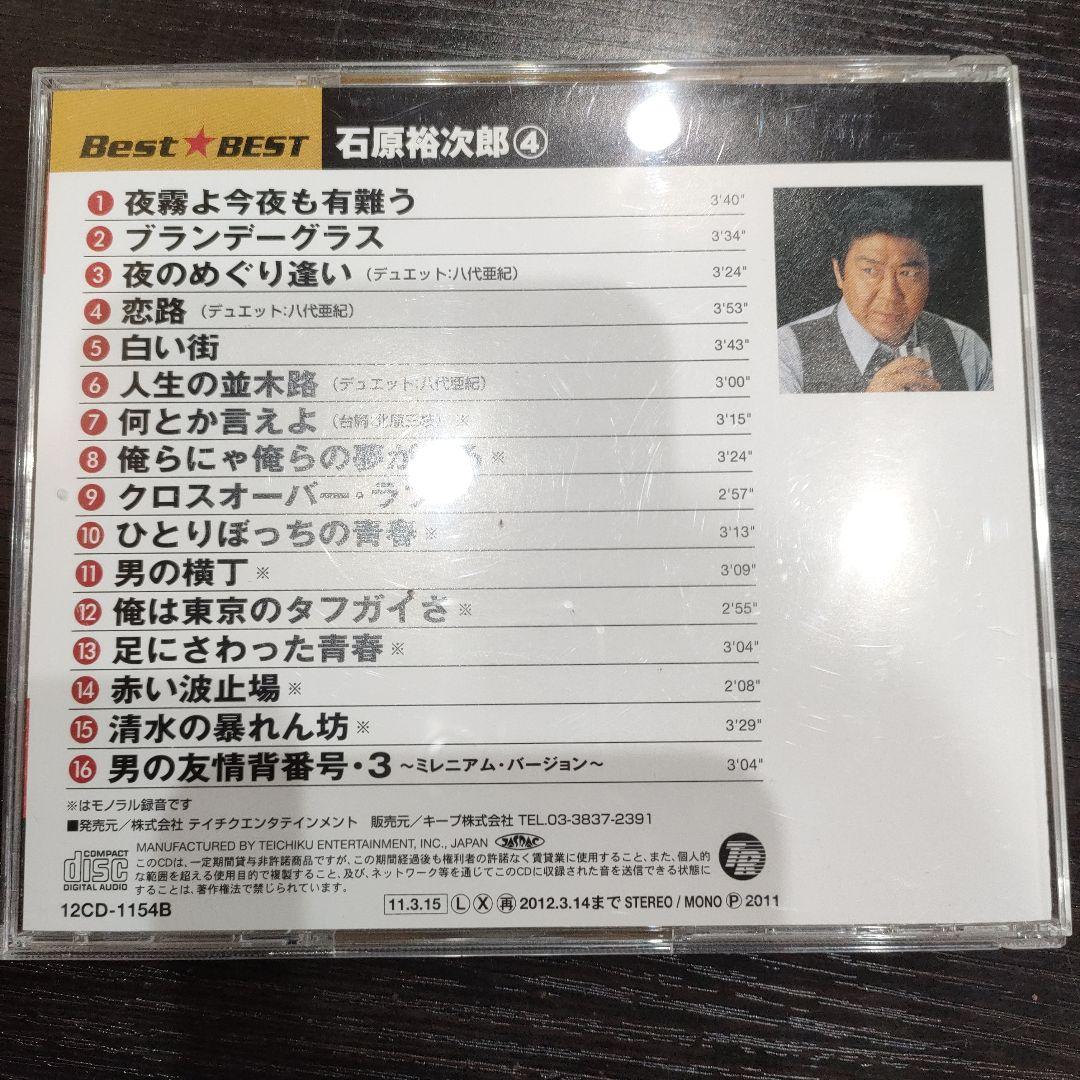 Best★BEST 石原裕次郎④
1 夜霧よ今夜も有難う 3'40"
2 ブランデーグラス 3'34"
3 夜のめぐり逢い (デュエット:八代亜紀) 3'24"
4 恋路 (デュエット:八代亜紀) 3'53"
5 白い街 3'43"
6 人生の並木路 (デュエット:八代亜紀) 3'00"
7 何とか言えよ (台詞:北原三枝) ※ 3'15"
8 俺らにゃ俺らの夢が ※ 3'24"
9 クロスオーバー・ 2'57"
10 ひとりぼっちの青春 ※ 3'13"
11 男の横丁 ※ 3'09"
12 俺は東京のタフガイさ ※ 2'55"
13 足にさわった青春 ※ 3'04"
14 赤い波止場 ※ 2'08"
15 清水の暴れん坊 ※ 3'29"
16 男の友情背番号・3 〜ミレニアム・バージョン〜 3'04"
※はモノラル録音です
■発売元/株式会社 テイチクエンタテインメント 販売元/キープ株式会社 TEL.03-3837-2391
MANUFACTURED BY TEICHIKU ENTERTAINMENT, INC., JAPAN JASRAC
COMPACT disc DIGITAL AUDIO
このCDは、一定期間貸与非許諾商品ですが、この期間経過後も権利者の許諾なく賃貸業に使用すること、また、個人的
な範囲を超える使用目的で複製すること、及び、ネットワーク等を通じてこのCDに収録された音を送信できる状態に
することは、著作権法で禁じられています。
12CD-1154B
11.3.15 Ⓛ Ⓧ 再 2012.3.14まで STEREO / MONO Ⓟ 2011